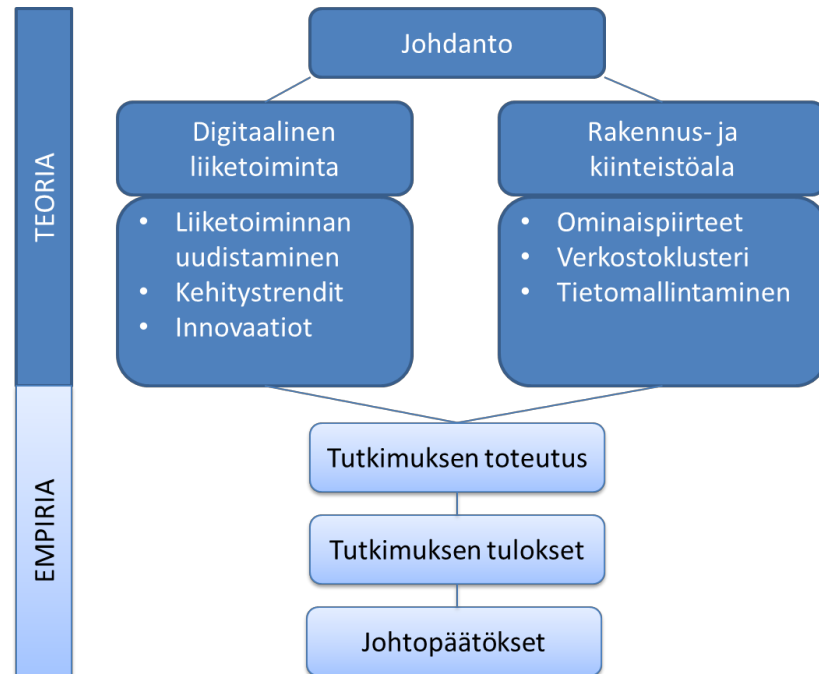 TEORIA
Johdanto
Digitaalinen
liiketoiminta
• Liiketoiminnan
uudistaminen
• Kehitystrendit
• Innovaatiot
Rakennus- ja
kiinteistöala
• Ominaispiirteet
• Verkostoklusteri
• Tietomallintaminen
EMPIRIA
Tutkimuksen toteutus
Tutkimuksen tulokset
Johtopäätökset